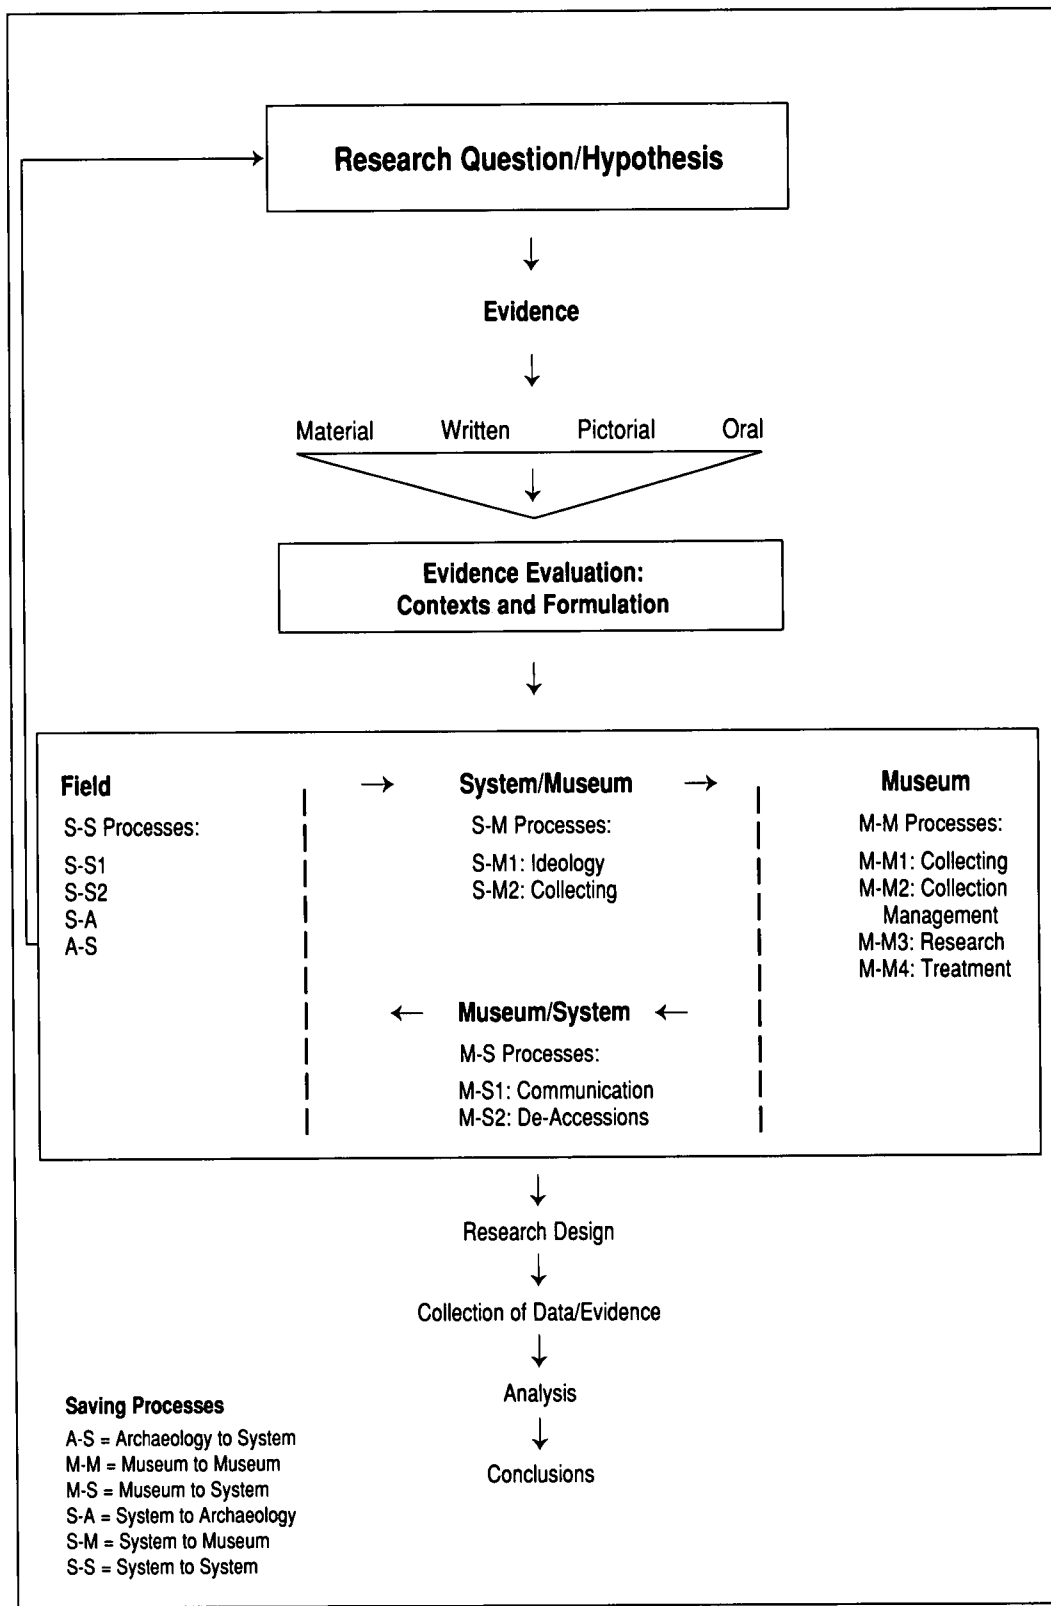 Research Question/Hypothesis
Evidence
Material Written Pictorial Oral
Evidence Evaluation:
Contexts and Formulation
Field
S-S Processes:
S-S1
S-S2
S-A
A-S
System/Museum
S-M Processes:
S-M1: Ideology
S-M2: Collecting
Museum
M-M Processes:
M-M1: Collecting
M-M2: Collection
Management
M-M3: Research
M-M4: Treatment
Museum/System
M-S Processes:
M-S1: Communication
M-S2: De-Accessions
Research Design
Collection of Data/Evidence
Analysis
Conclusions
Saving Processes
A-S = Archaeology to System
M-M = Museum to Museum
M-S = Museum to System
S-A = System to Archaeology
S-M = System to Museum
S-S = System to System